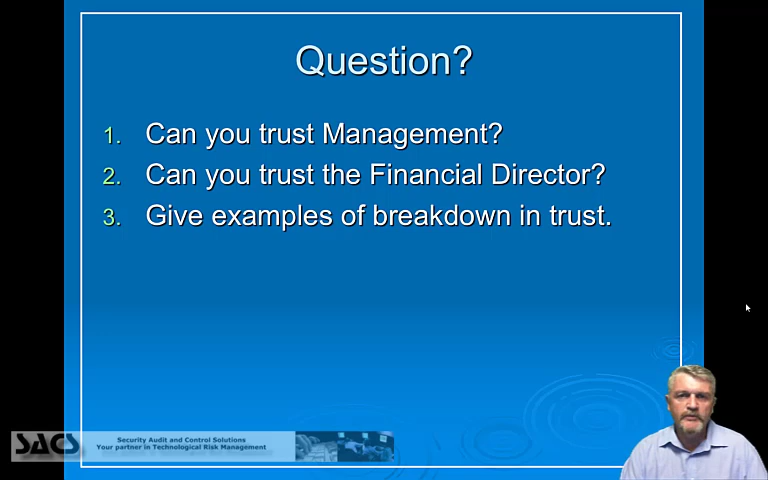 Question?
1. Can you trust Management?
2. Can you trust the Financial Director?
3. Give examples of breakdown in trust.
SACS
Security Audit and Control Solutions
Your partner in Technological Risk Management